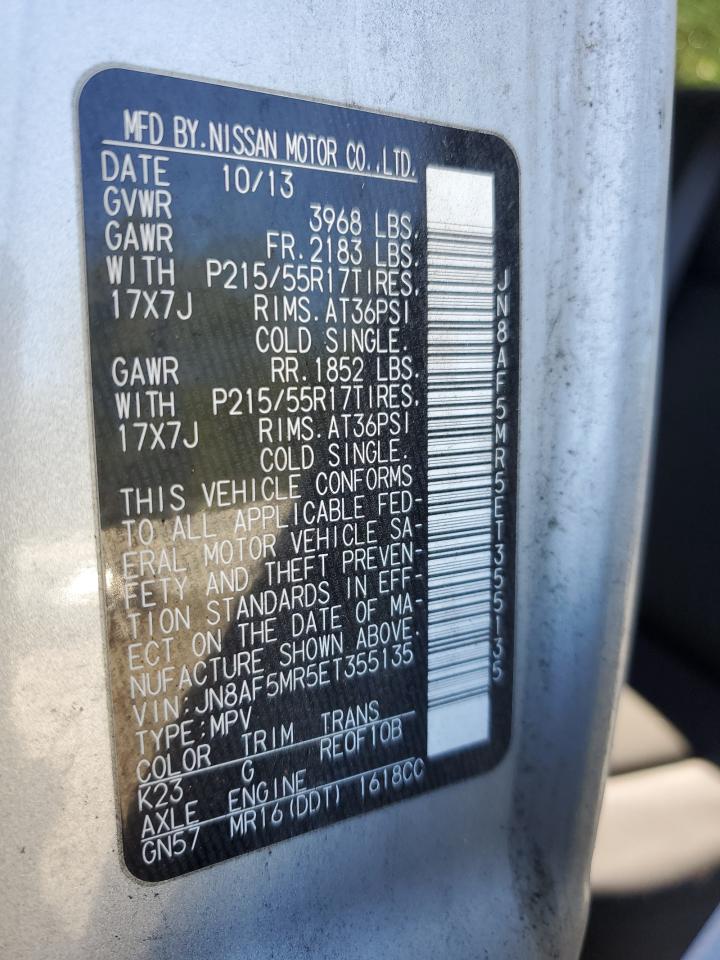 MFD BY.NISSAN MOTOR CO.,LTD.
DATE 10/13
GVWR 3968 LBS.
GAWR FR.2183 LBS.
WITH P215/55R17TIRES.
17X7J RIMS.AT36PSI
COLD SINGLE.
GAWR RR.1852 LBS.
WITH P215/55R17TIRES.
17X7J RIMS.AT36PSI
COLD SINGLE.
THIS VEHICLE CONFORMS
TO ALL APPLICABLE FED-
ERAL MOTOR VEHICLE SA-
FETY AND THEFT PREVEN-
TION STANDARDS IN EFF-
ECT ON THE DATE OF MA-
NUFACTURE SHOWN ABOVE.
VIN:JN8AF5MR5ET355135
TYPE:MPV
COLOR TRIM TRANS
K23 G RE0F10B
AXLE ENGINE
GN57 MR16(DDT) 1618CC
JN8AF5MR5ET355135